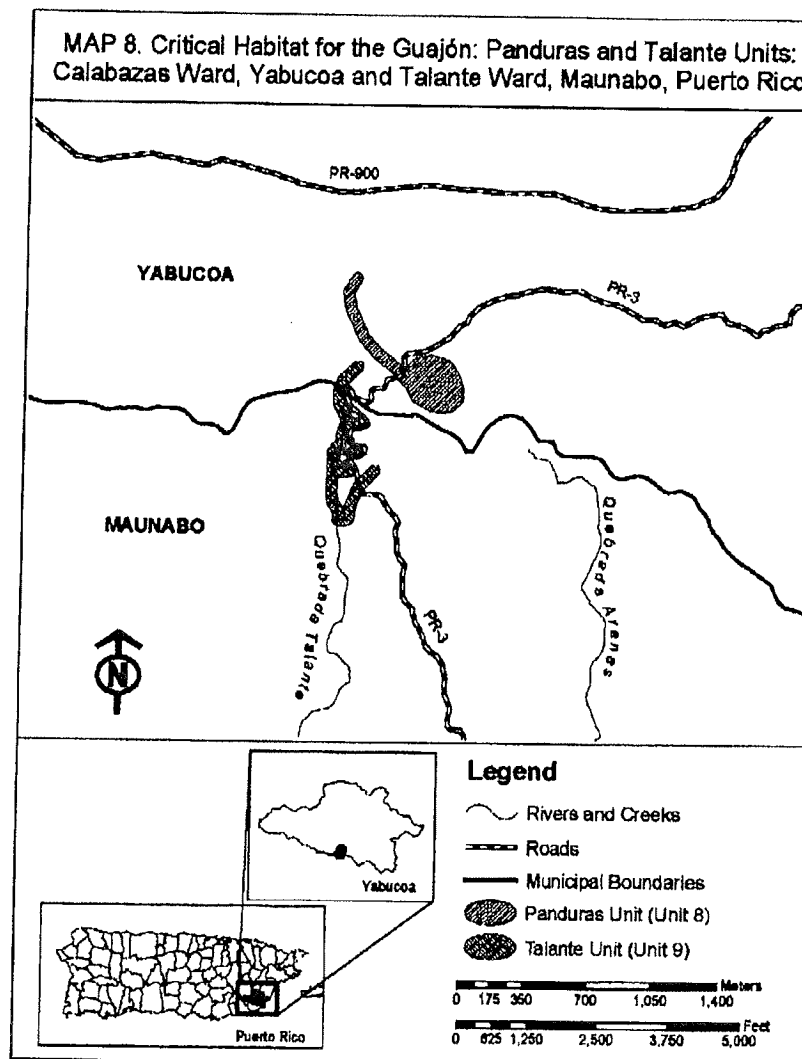 MAP 8. Critical Habitat for the Guajón: Panduras and Talante Units:
Calabazas Ward, Yabucoa and Talante Ward, Maunabo, Puerto Rico
PR-900
YABUCOA
PR-3
MAUNABO
Quebrada Talante
PR-3
Quebrada Arenas
N
Legend
Rivers and Creeks
Roads
Municipal Boundaries
Panduras Unit (Unit 8)
Talante Unit (Unit 9)
Yabucoa
Puerto Rico
Meters
0 175 350 700 1,050 1,400
Feet
0 625 1,250 2,500 3,750 5,000